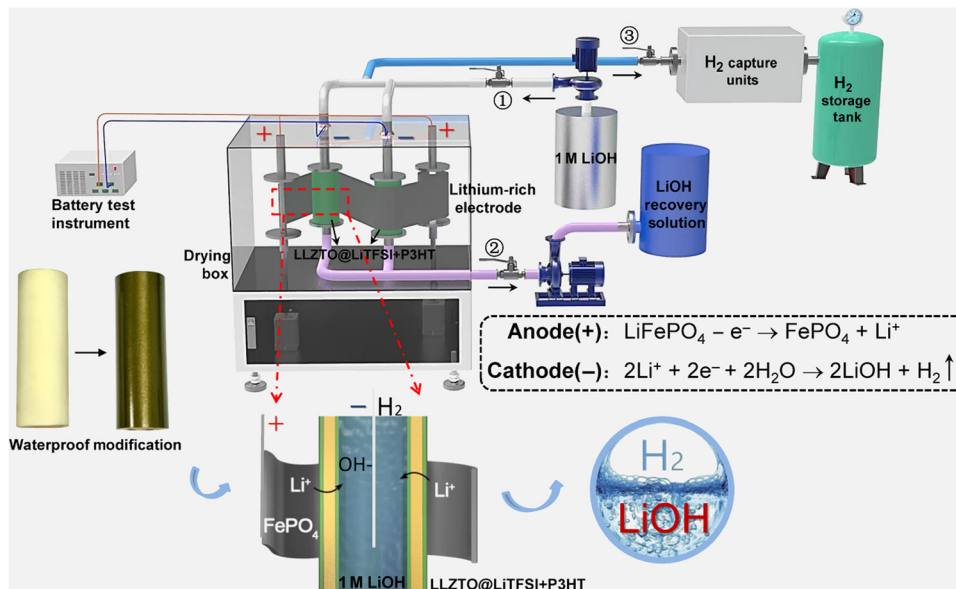 ③
H₂ capture
units
H₂
storage
tank
①
1 M LiOH
LiOH
recovery
solution
+
−
−
+
Battery test
instrument
Lithium-rich
electrode
LLZTO@LiTFSI+P3HT
Drying
box
②
Anode(+): LiFePO₄ – e⁻ → FePO₄ + Li⁺
Cathode(–): 2Li⁺ + 2e⁻ + 2H₂O → 2LiOH + H₂↑
Waterproof modification
+
−
H₂
OH-
Li⁺
Li⁺
FePO₄
1 M LiOH
LLZTO@LiTFSI+P3HT
H₂
LiOH